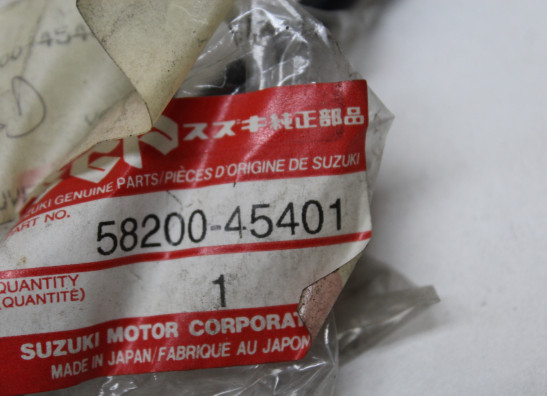 スズキ純正部品
SUZUKI GENUINE PARTS/PIÈCES D'ORIGINE DE SUZUKI
PART NO.
58200-45401
QUANTITY
(QUANTITÉ)
1
SUZUKI MOTOR CORPORAT
MADE IN JAPAN/FABRIQUE AU JAPON